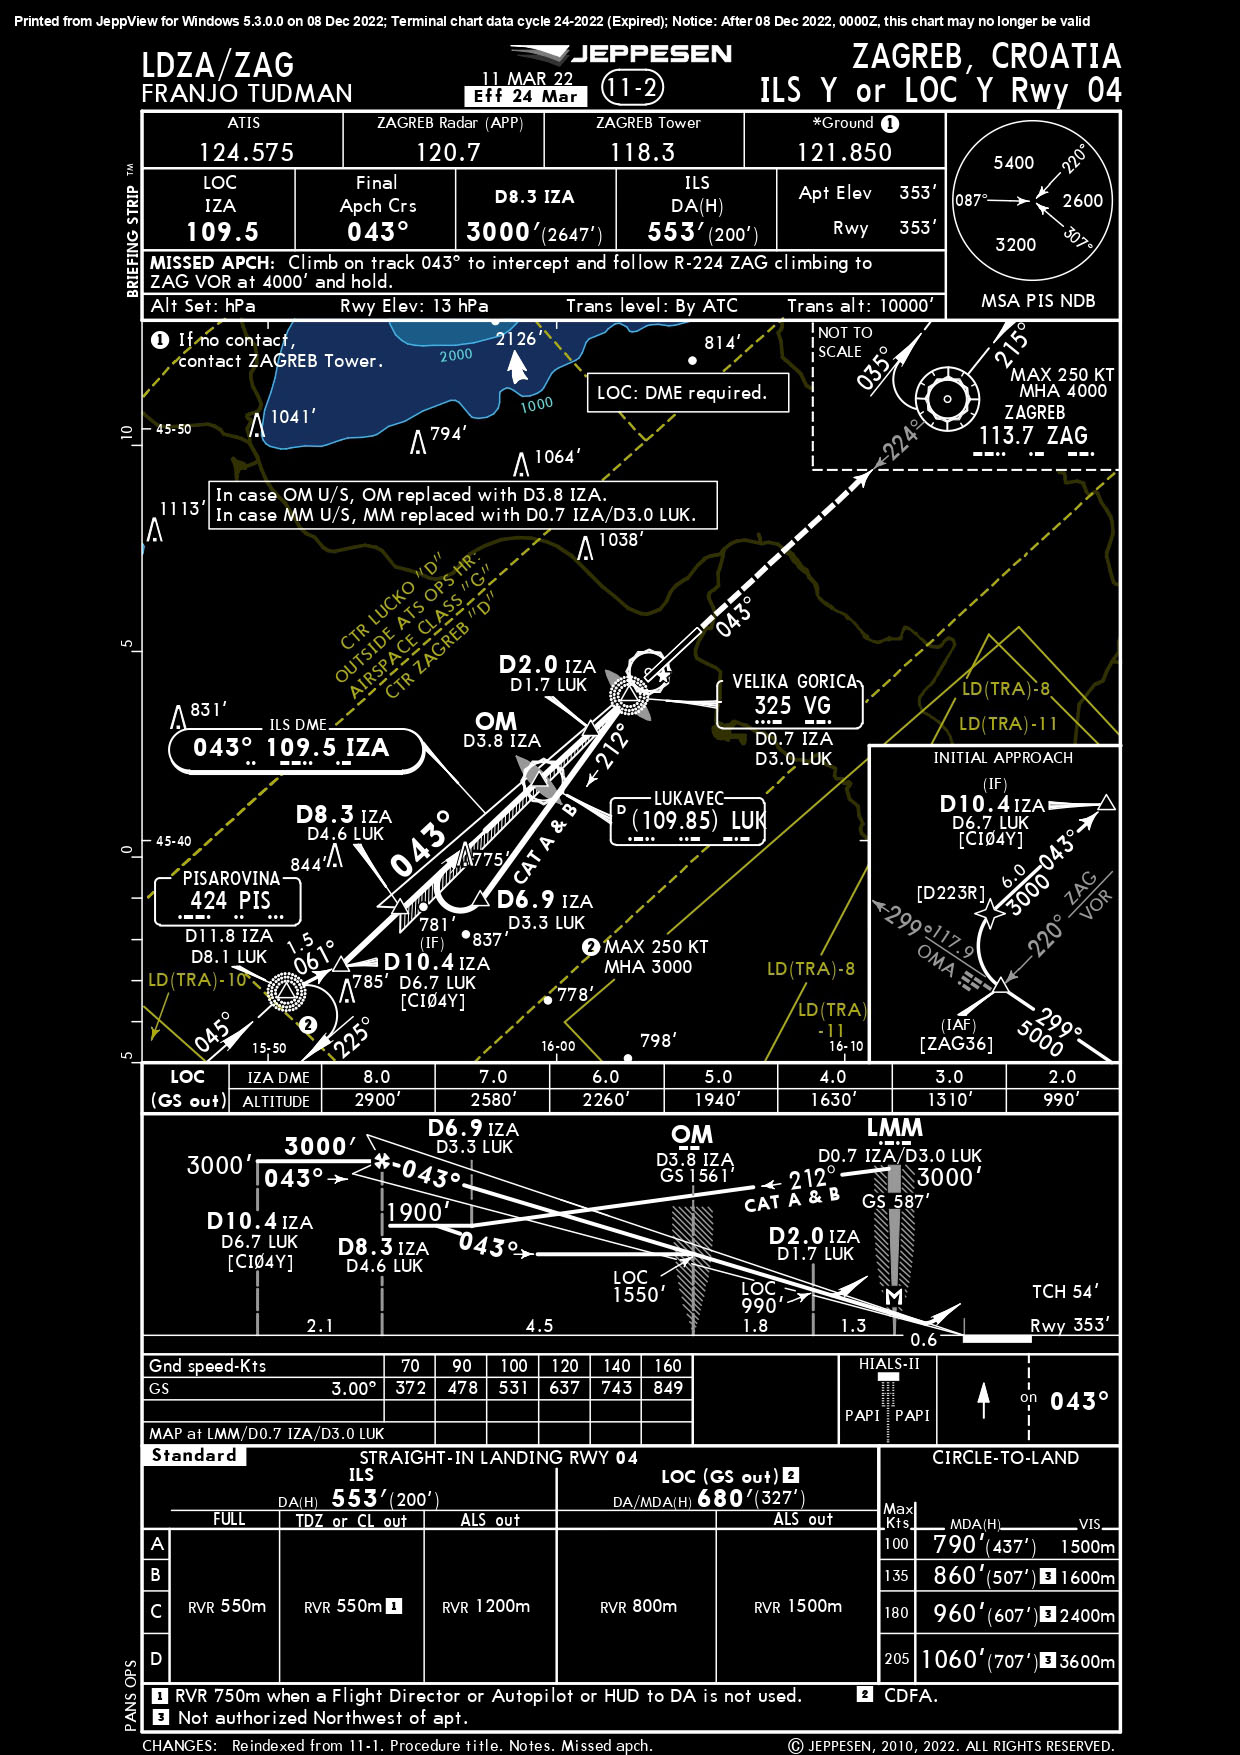 Printed from JeppView for Windows 5.3.0.0 on 08 Dec 2022; Terminal chart data cycle 24-2022 (Expired); Notice: After 08 Dec 2022, 0000Z, this chart may no longer be valid
LDZA/ZAG
FRANJO TUDMAN
JEPPESEN
11 MAR 22
Eff 24 Mar
11-2
ZAGREB, CROATIA
ILS Y or LOC Y Rwy 04
BRIEFING STRIP ™
ATIS
124.575
ZAGREB Radar (APP)
120.7
ZAGREB Tower
118.3
*Ground 1
121.850
LOC
IZA
109.5
Final
Apch Crs
043°
D8.3 IZA
3000'(2647')
ILS
DA(H)
553'(200')
Apt Elev 353'
Rwy 353'
5400
220°
087°
2600
3200
307°
MSA PIS NDB
MISSED APCH: Climb on track 043° to intercept and follow R-224 ZAG climbing to
ZAG VOR at 4000' and hold.
Alt Set: hPa Rwy Elev: 13 hPa Trans level: By ATC Trans alt: 10000'
1 If no contact,
contact ZAGREB Tower.
2000
2126'
814'
1000
LOC: DME required.
NOT TO
SCALE
035°
215°
MAX 250 KT
MHA 4000
ZAGREB
113.7 ZAG
224°
1041'
794'
1064'
10
45-50
1113'
In case OM U/S, OM replaced with D3.8 IZA.
In case MM U/S, MM replaced with D0.7 IZA/D3.0 LUK.
1038'
CTR LUCKO "D"
OUTSIDE ATS OPS HR:
AIRSPACE CLASS "G"
CTR ZAGREB "D"
043°
5
D2.0 IZA
D1.7 LUK
VELIKA GORICA
325 VG
D0.7 IZA
D3.0 LUK
LD(TRA)-8
LD(TRA)-11
831'
ILS DME
043° 109.5 IZA
OM
D3.8 IZA
212°
LUKAVEC
D (109.85) LUK
D8.3 IZA
D4.6 LUK
043°
CAT A & B
844'
775'
0
45-40
PISAROVINA
424 PIS
D11.8 IZA
D8.1 LUK
D6.9 IZA
D3.3 LUK
781'
(IF)
837'
1.5
061°
D10.4 IZA
D6.7 LUK
[CIØ4Y]
785'
2 MAX 250 KT
MHA 3000
778'
LD(TRA)-10
LD(TRA)-8
LD(TRA)
-11
045°
2
225°
798'
5
15-50
16-00
16-10
INITIAL APPROACH
(IF)
D10.4 IZA
D6.7 LUK
[CIØ4Y]
043°
6.0
3000
[D223R]
ZAG
VOR
220°
299°
117.9
OMA
(IAF)
[ZAG36]
299°
5000
LOC IZA DME 8.0 7.0 6.0 5.0 4.0 3.0 2.0
(GS out) ALTITUDE 2900' 2580' 2260' 1940' 1630' 1310' 990'
3000'
3000'
043°
D6.9 IZA
D3.3 LUK
043°
OM
D3.8 IZA
GS 1561'
LMM
D0.7 IZA/D3.0 LUK
212°
CAT A & B
3000'
GS 587'
1900'
043°
D10.4 IZA
D6.7 LUK
[CIØ4Y]
D8.3 IZA
D4.6 LUK
D2.0 IZA
D1.7 LUK
LOC
1550'
LOC
990'
M
TCH 54'
Rwy 353'
2.1
4.5
1.8
1.3
0.6
Gnd speed-Kts 70 90 100 120 140 160
GS 3.00° 372 478 531 637 743 849
MAP at LMM/D0.7 IZA/D3.0 LUK
HIALS-II
PAPI PAPI
on 043°
Standard
STRAIGHT-IN LANDING RWY 04
CIRCLE-TO-LAND
ILS
DA(H) 553'(200')
LOC (GS out) 2
DA/MDA(H) 680'(327')
FULL
TDZ or CL out
ALS out
ALS out
Max
Kts
MDA(H)
VIS
A
B
C
D
RVR 550m
RVR 550m 1
RVR 1200m
RVR 800m
RVR 1500m
100 790'(437') 1500m
135 860'(507') 3 1600m
180 960'(607') 3 2400m
205 1060'(707') 3 3600m
PANS OPS
1 RVR 750m when a Flight Director or Autopilot or HUD to DA is not used. 2 CDFA.
3 Not authorized Northwest of apt.
CHANGES: Reindexed from 11-1. Procedure title. Notes. Missed apch.
© JEPPESEN, 2010, 2022. ALL RIGHTS RESERVED.